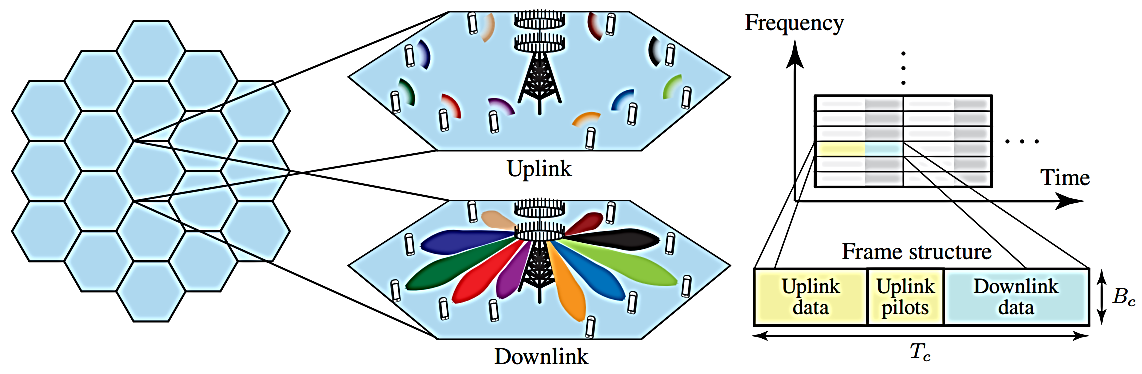 Uplink
Downlink
Frequency
Time
Frame structure
Uplink data
Uplink pilots
Downlink data
B_c
T_c